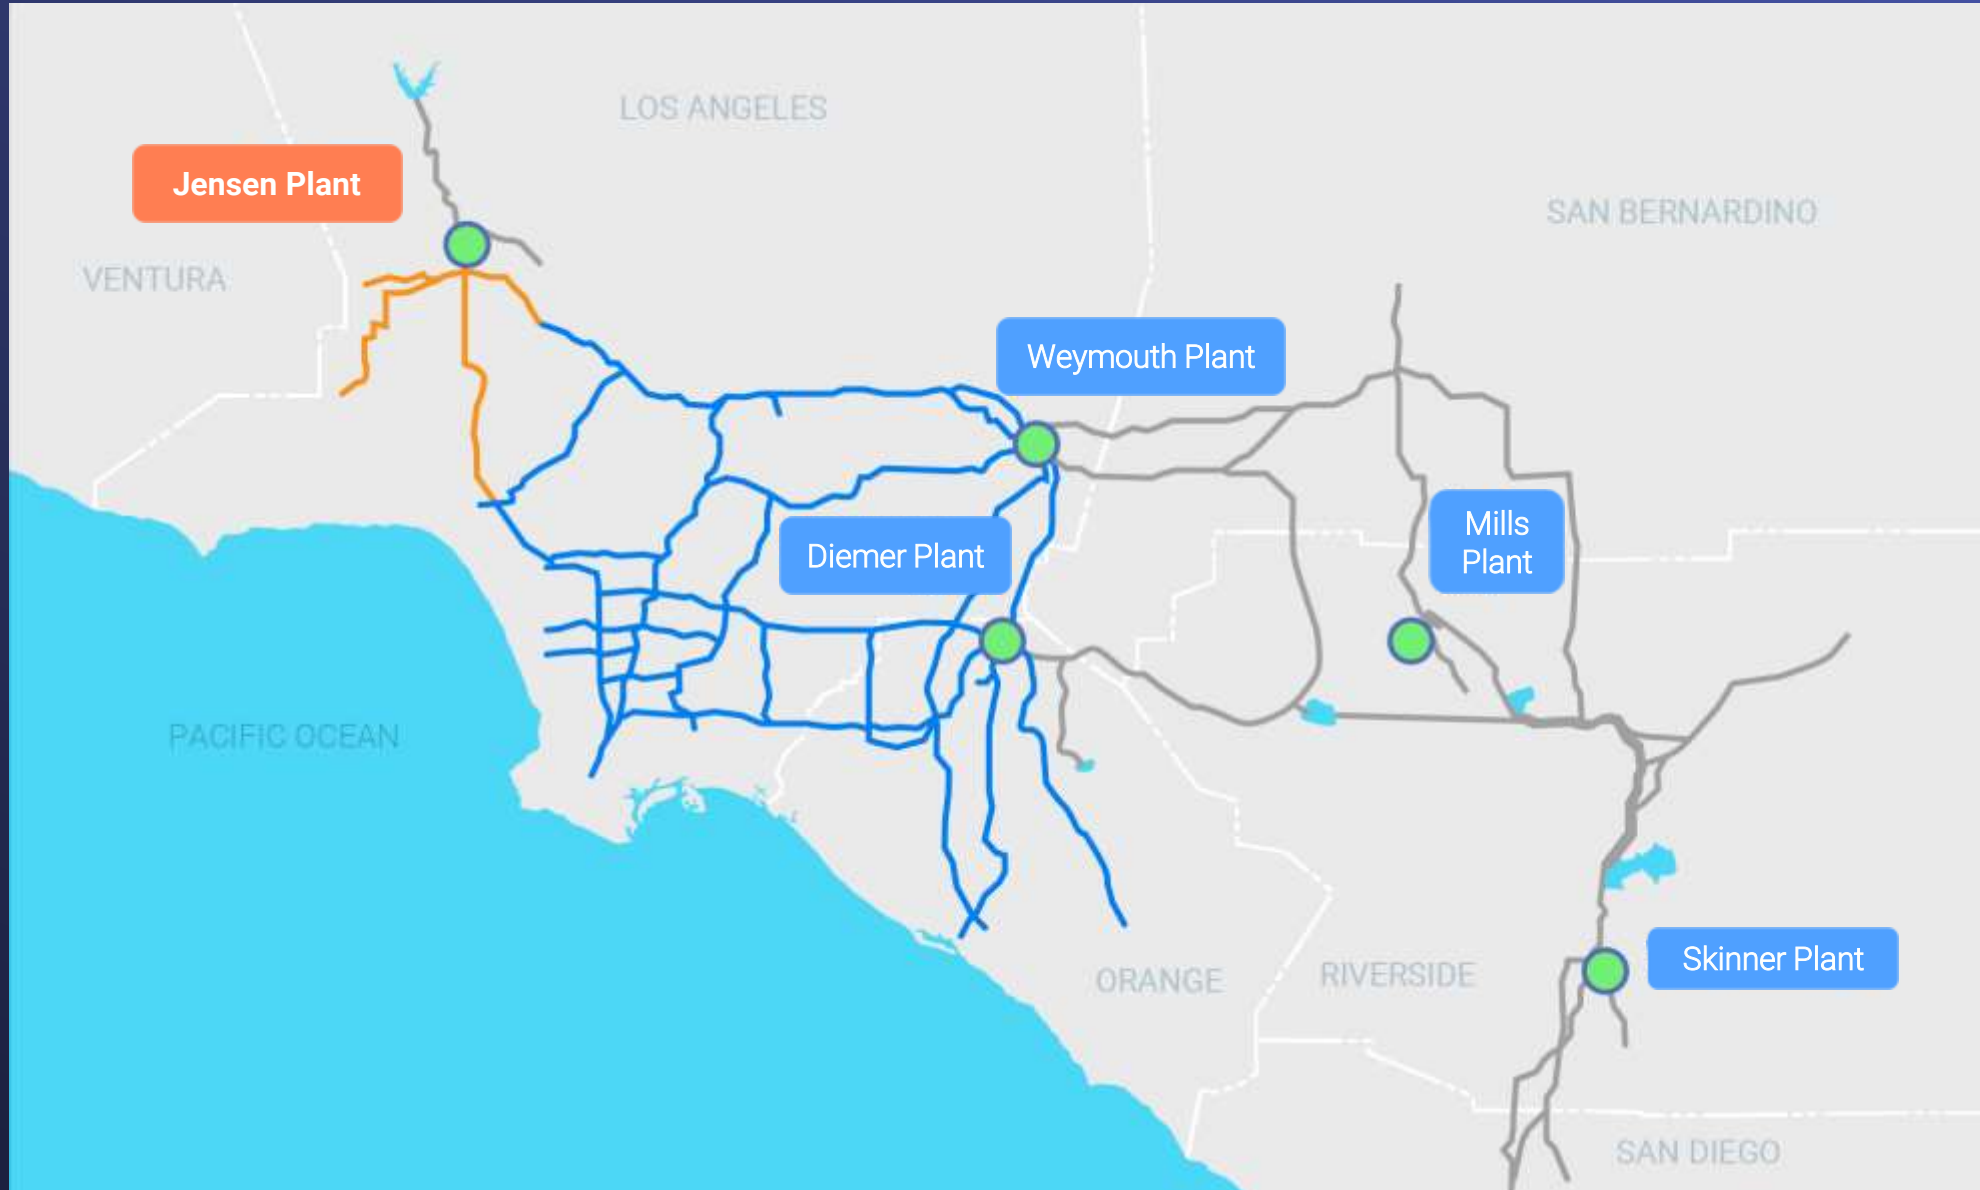 LOS ANGELES
Jensen Plant
SAN BERNARDINO
VENTURA
Weymouth Plant
Mills
Plant
Diemer Plant
PACIFIC OCEAN
Skinner Plant
ORANGE
RIVERSIDE
SAN DIEGO